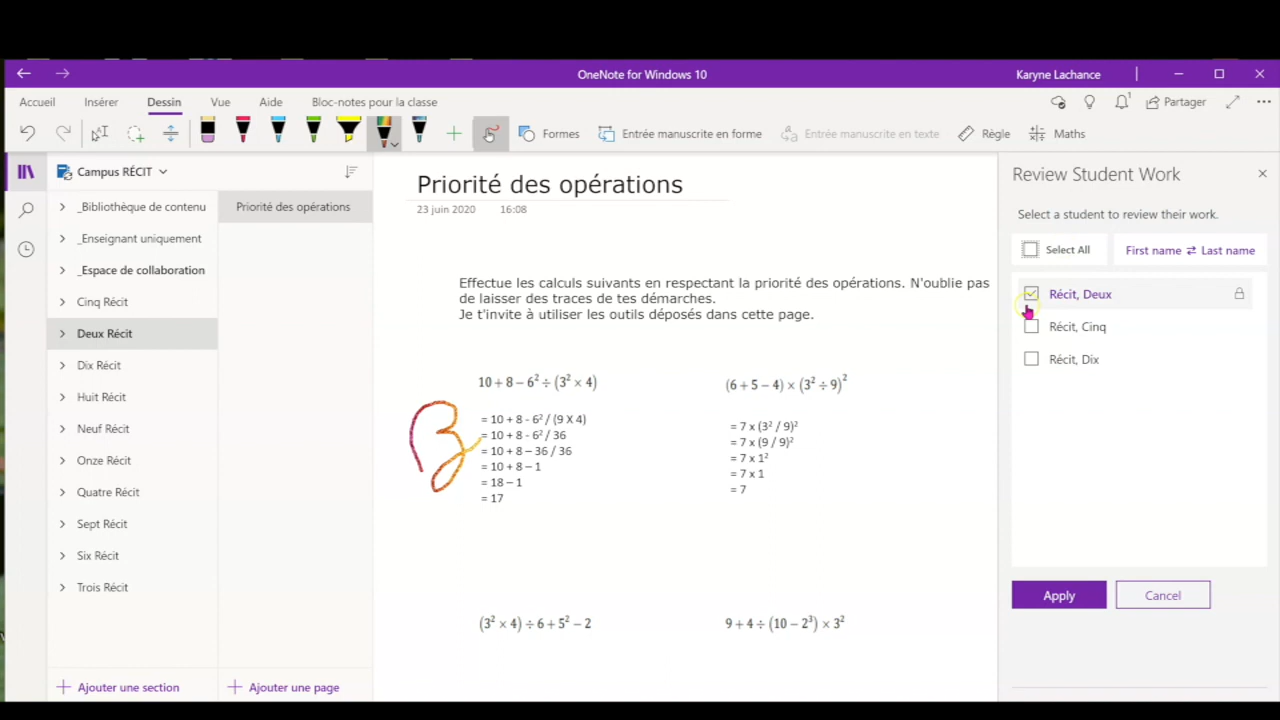 OneNote for Windows 10
Karyne Lachance
Accueil
Insérer
Dessin
Vue
Aide
Bloc-notes pour la classe
1
Partager
Formes
Entrée manuscrite en forme
Entrée manuscrite en texte
Règle
Maths
Campus RÉCIT
_Bibliothèque de contenu
_Enseignant uniquement
_Espace de collaboration
Cinq Récit
Deux Récit
Dix Récit
Huit Récit
Neuf Récit
Onze Récit
Quatre Récit
Sept Récit
Six Récit
Trois Récit
Ajouter une section
Priorité des opérations
Ajouter une page
Priorité des opérations
23 juin 2020 16:08
Effectue les calculs suivants en respectant la priorité des opérations. N'oublie pas
de laisser des traces de tes démarches.
Je t'invite à utiliser les outils déposés dans cette page.
10 + 8 − 6² ÷ (3² × 4)
= 10 + 8 - 6² / (9 X 4)
= 10 + 8 - 6² / 36
= 10 + 8 – 36 / 36
= 10 + 8 – 1
= 18 – 1
= 17
B
(6 + 5 − 4) × (3² ÷ 9)²
= 7 x (3² / 9)²
= 7 x (9 / 9)²
= 7 x 1²
= 7 x 1
= 7
(3² × 4) ÷ 6 + 5² − 2
9 + 4 ÷ (10 − 2³) × 3²
Review Student Work
Select a student to review their work.
Select All
First name ⇄ Last name
Récit, Deux
Récit, Cinq
Récit, Dix
Apply
Cancel